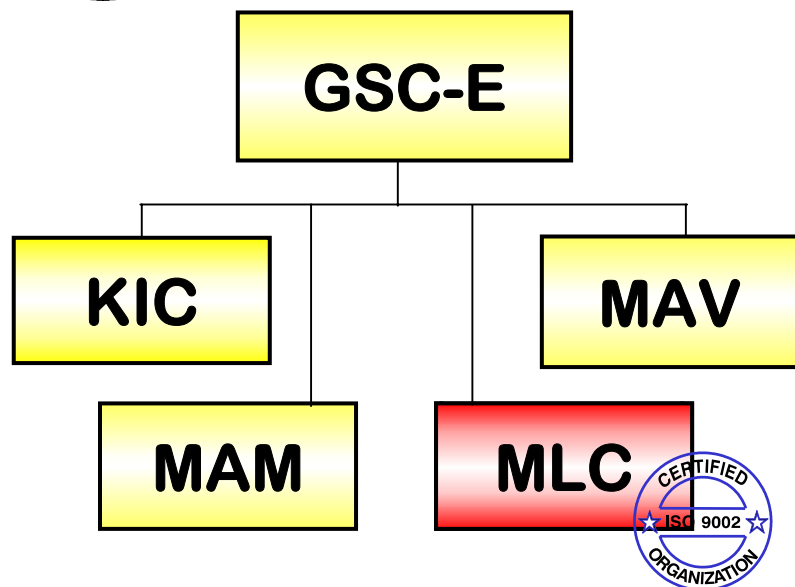 GSC-E
KIC
MAV
MAM
MLC
CERTIFIED
ISO 9002
ORGANIZATION